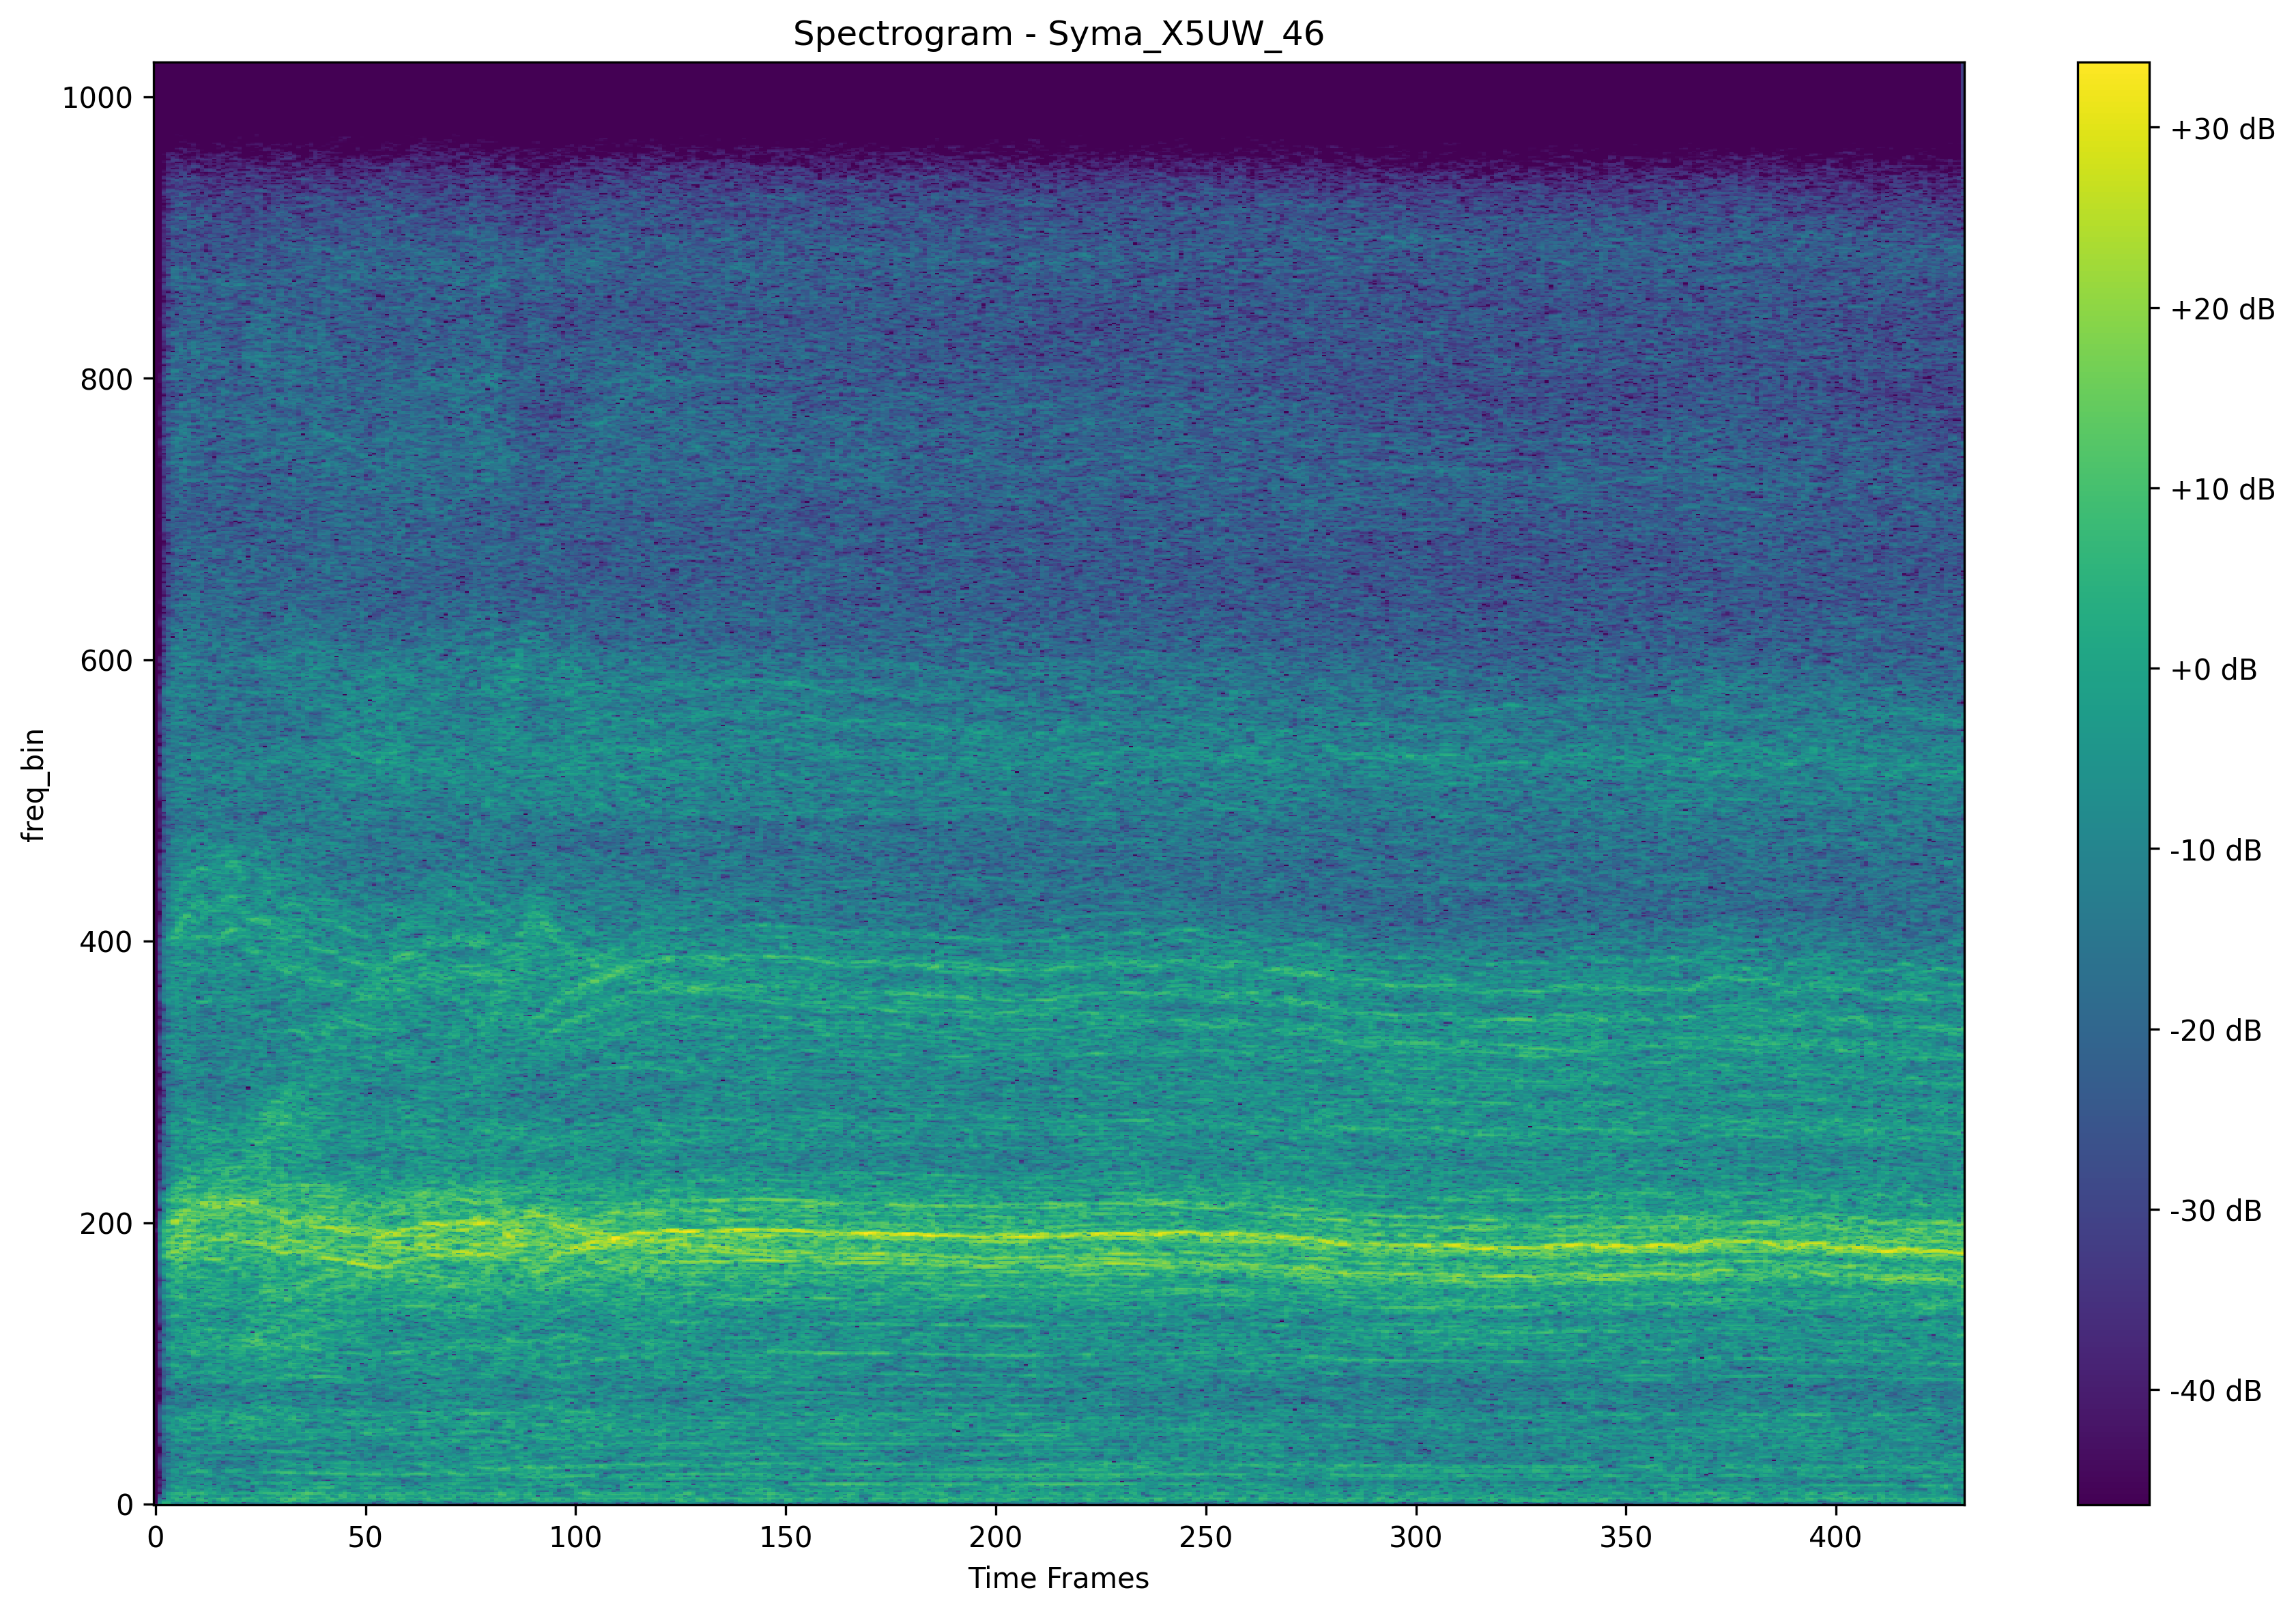 Spectrogram - Syma_X5UW_46
freq_bin
1000
800
600
400
200
0
0 50 100 150 200 250 300 350 400
Time Frames
+30 dB
+20 dB
+10 dB
+0 dB
-10 dB
-20 dB
-30 dB
-40 dB